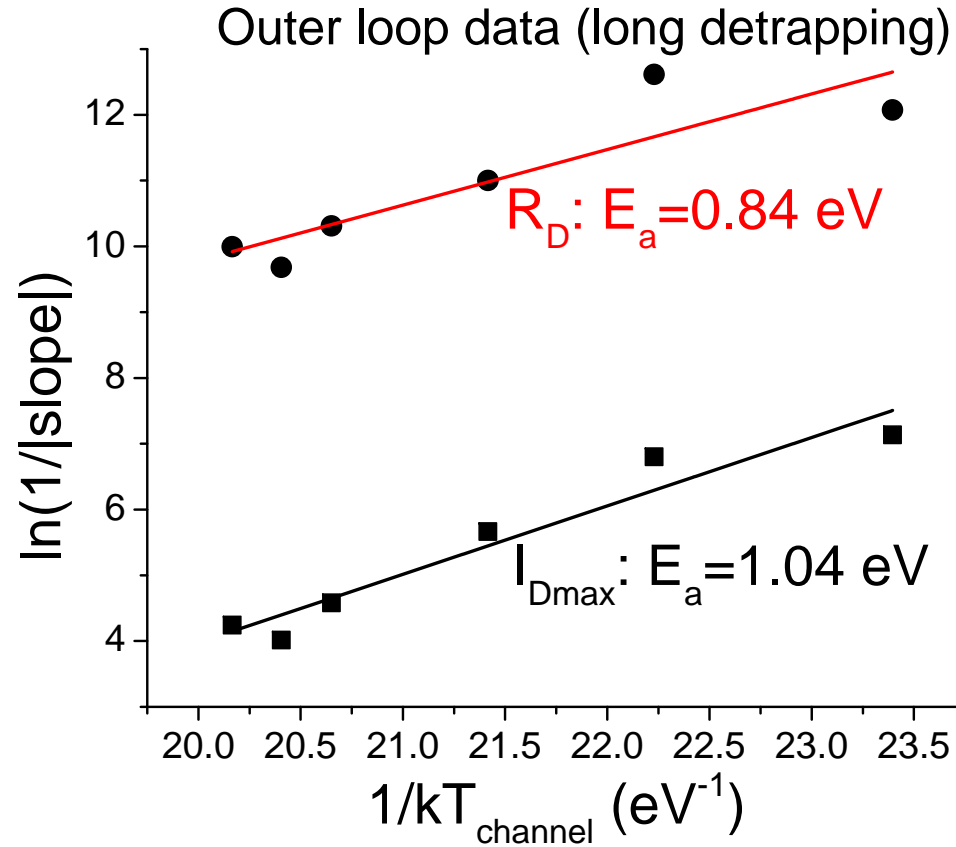 Outer loop data (long detrapping)
12
10
8
6
4
ln(1/|slope|)
R_D: E_a=0.84 eV
I_Dmax: E_a=1.04 eV
20.0 20.5 21.0 21.5 22.0 22.5 23.0 23.5
1/kT_channel (eV^-1)